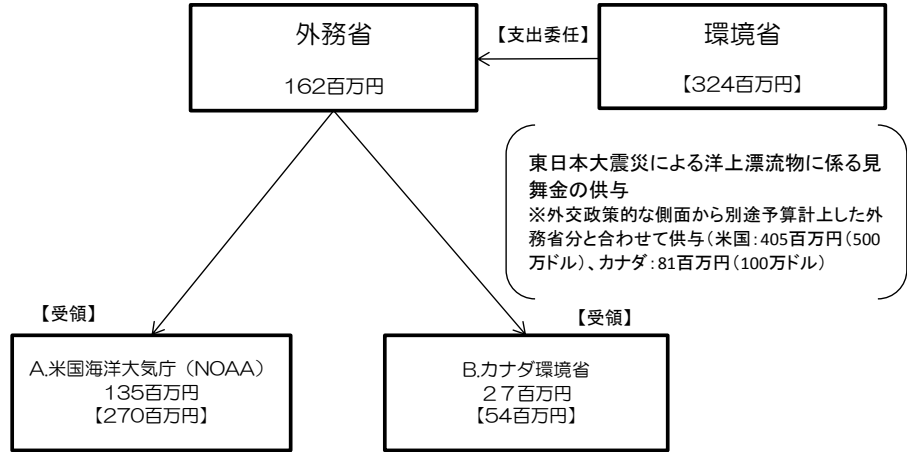 外務省
162百万円
【支出委任】
環境省
【324百万円】
東日本大震災による洋上漂流物に係る見
舞金の供与
※外交政策的な側面から別途予算計上した外
務省分と合わせて供与(米国:405百万円(500
万ドル)、カナダ:81百万円(100万ドル)
【受領】
A.米国海洋大気庁(NOAA)
135百万円
【270百万円】
【受領】
B.カナダ環境省
27百万円
【54百万円】